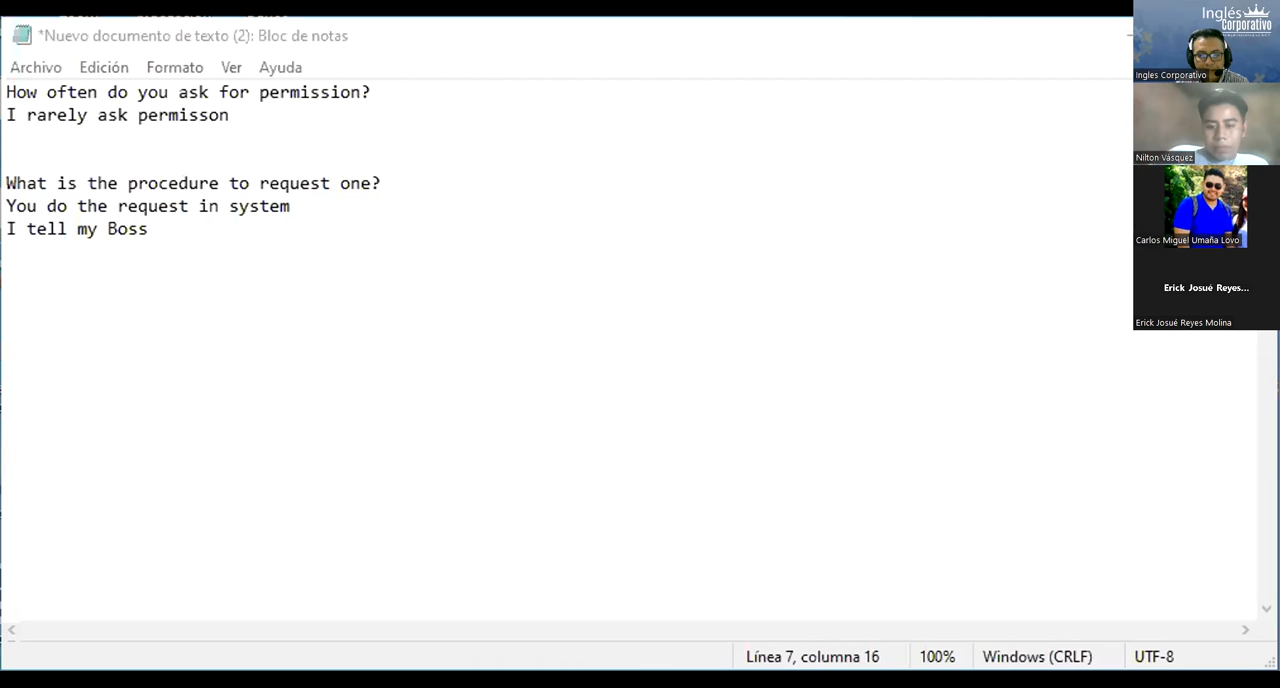 *Nuevo documento de texto (2): Bloc de notas
Archivo Edición Formato Ver Ayuda
How often do you ask for permission?
I rarely ask permisson
What is the procedure to request one?
You do the request in system
I tell my Boss
Línea 7, columna 16 100% Windows (CRLF) UTF-8
Inglés
Corporativo
Ingles Corporativo
Nilton Vásquez
Carlos Miguel Umaña Lovo
Erick Josué Reyes...
Erick Josué Reyes Molina